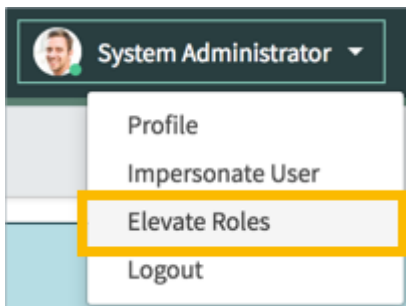 System Administrator
Profile
Impersonate User
Elevate Roles
Logout